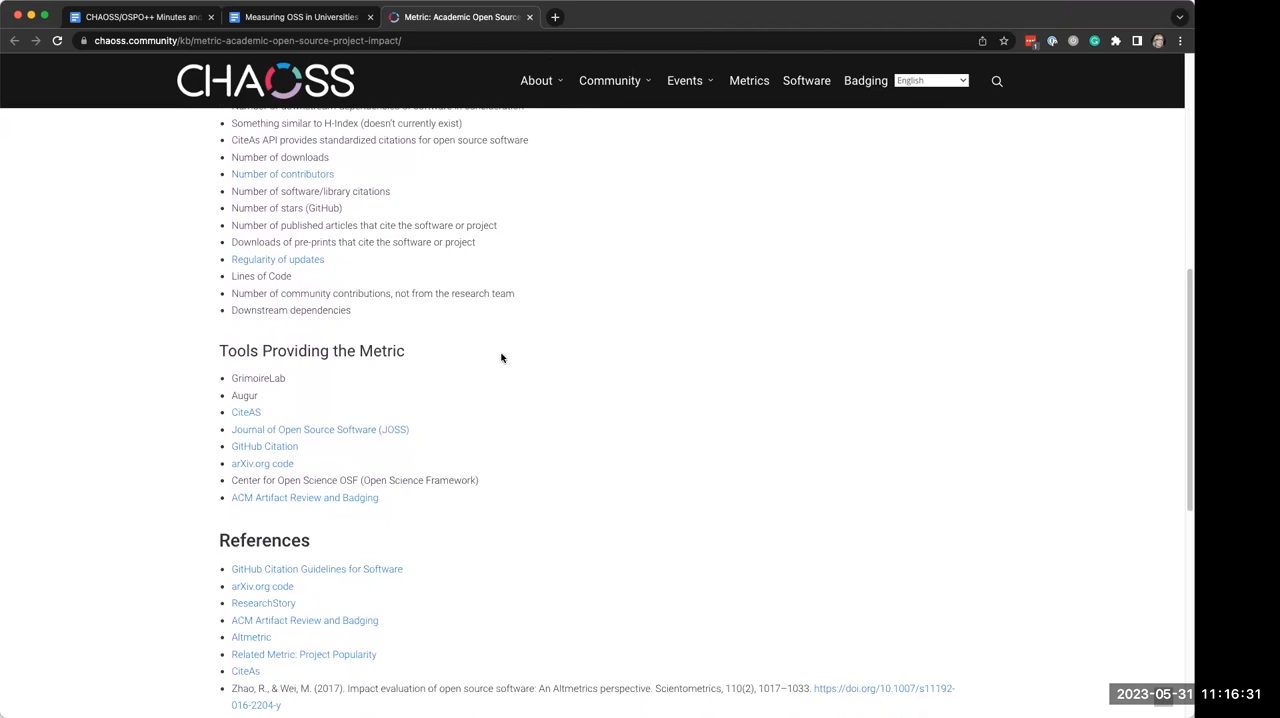 CHAOSS/OSPO++ Minutes an
Measuring OSS in Universities
Metric: Academic Open Source
chaoss.community/kb/metric-academic-open-source-project-impact/
CHAOSS
About
Community
Events
Metrics
Software
Badging
English
Number of downstream dependencies of software in consideration
Something similar to H-Index (doesn't currently exist)
CiteAs API provides standardized citations for open source software
Number of downloads
Number of contributors
Number of software/library citations
Number of stars (GitHub)
Number of published articles that cite the software or project
Downloads of pre-prints that cite the software or project
Regularity of updates
Lines of Code
Number of community contributions, not from the research team
Downstream dependencies
Tools Providing the Metric
GrimoireLab
Augur
CiteAS
Journal of Open Source Software (JOSS)
GitHub Citation
arXiv.org code
Center for Open Science OSF (Open Science Framework)
ACM Artifact Review and Badging
References
GitHub Citation Guidelines for Software
arXiv.org code
ResearchStory
ACM Artifact Review and Badging
Altmetric
Related Metric: Project Popularity
CiteAs
Zhao, R., & Wei, M. (2017). Impact evaluation of open source software: An Altmetrics perspective. Scientometrics, 110(2), 1017–1033. https://doi.org/10.1007/s11192-
016-2204-y
2023-05-31 11:16:31